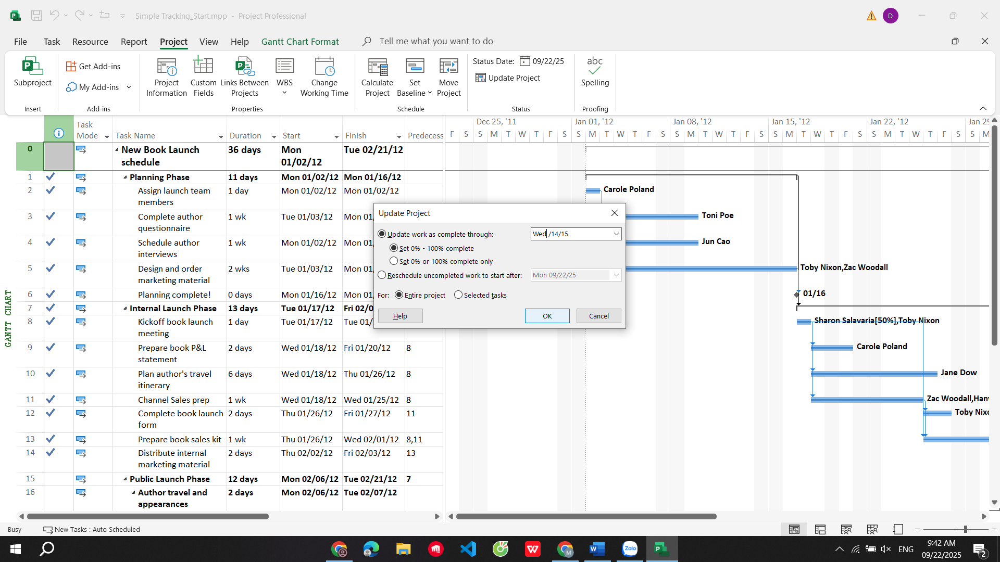 Simple Tracking_Start.mpp - Project Professional
D
File Task Resource Report Project View Help Gantt Chart Format Tell me what you want to do
Subproject
Insert
Get Add-ins
My Add-ins
Add-ins
Project Information
Custom Fields
Links Between Projects
WBS
Change Working Time
Properties
Calculate Project
Set Baseline
Move Project
Schedule
Status Date: 09/22/25
Update Project
Status
abc
Spelling
Proofing
Task Mode Task Name Duration Start Finish Predecess
0 New Book Launch schedule 36 days Mon 01/02/12 Tue 02/21/12
1 Planning Phase 11 days Mon 01/02/12 Mon 01/16/12
2 Assign launch team members 1 day Mon 01/02/12 Mon 01/02/12
3 Complete author questionnaire 1 wk Tue 01/03/12 Mon 01,
4 Schedule author interviews 1 wk Mon 01/02/12 Mon 01,
5 Design and order marketing material 2 wks Tue 01/03/12 Mon 01,
6 Planning complete! 0 days Mon 01/16/12 Mon 01,
7 Internal Launch Phase 13 days Tue 01/17/12 Fri 02/0
8 Kickoff book launch meeting 1 day Tue 01/17/12 Tue 01/
9 Prepare book P&L statement 2 days Wed 01/18/12 Fri 01/20/12 8
10 Plan author's travel itinerary 6 days Wed 01/18/12 Thu 01/26/12 8
11 Channel Sales prep 1 wk Wed 01/18/12 Wed 01/25/12 8
12 Complete book launch form 2 days Thu 01/26/12 Fri 01/27/12 11
13 Prepare book sales kit 1 wk Thu 01/26/12 Wed 02/01/12 8,11
14 Distribute internal marketing material 2 days Thu 02/02/12 Fri 02/03/12 13
15 Public Launch Phase 12 days Mon 02/06/12 Tue 02/21/12 7
16 Author travel and appearances 2 days Mon 02/06/12 Tue 02/07/12
GANTT CHART
Dec 25, '11 Jan 01, '12 Jan 08, '12 Jan 15, '12 Jan 22, '12 Jan 29
F S S M T W T F S S M T W T F S S M T W T F S S M T W T F S S M T W T F S S M
Carole Poland
Toni Poe
Jun Cao
Toby Nixon,Zac Woodall
01/16
Sharon Salavaria[50%],Toby Nixon
Carole Poland
Jane Dow
Zac Woodall,Han
Toby Nixo
Update Project
Update work as complete through: Wed /14/15
Set 0% - 100% complete
Set 0% or 100% complete only
Reschedule uncompleted work to start after: Mon 09/22/25
For: Entire project Selected tasks
Help OK Cancel
Busy New Tasks : Auto Scheduled
M
W
Zalo
ENG
9:42 AM
09/22/2025
2